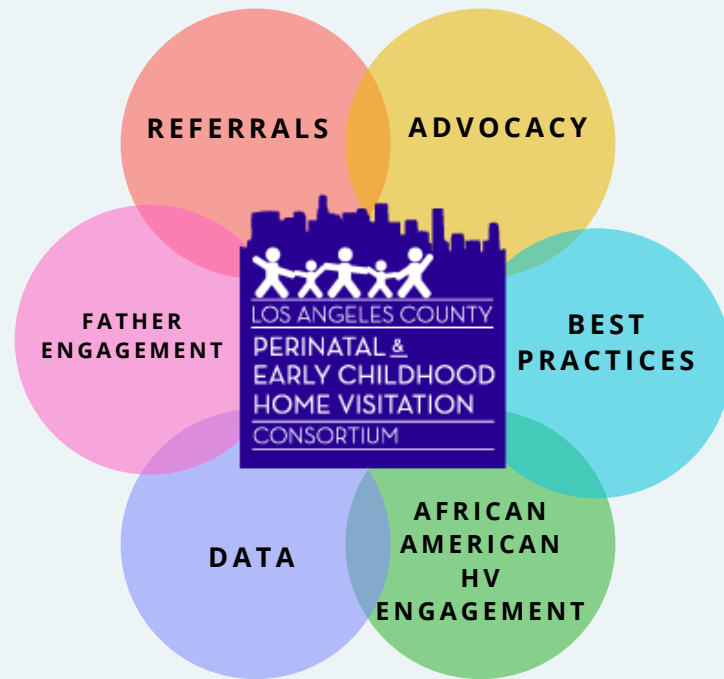 REFERRALS
ADVOCACY
LOS ANGELES COUNTY
PERINATAL &
EARLY CHILDHOOD
HOME VISITATION
CONSORTIUM
FATHER
ENGAGEMENT
BEST
PRACTICES
DATA
AFRICAN
AMERICAN
HV
ENGAGEMENT